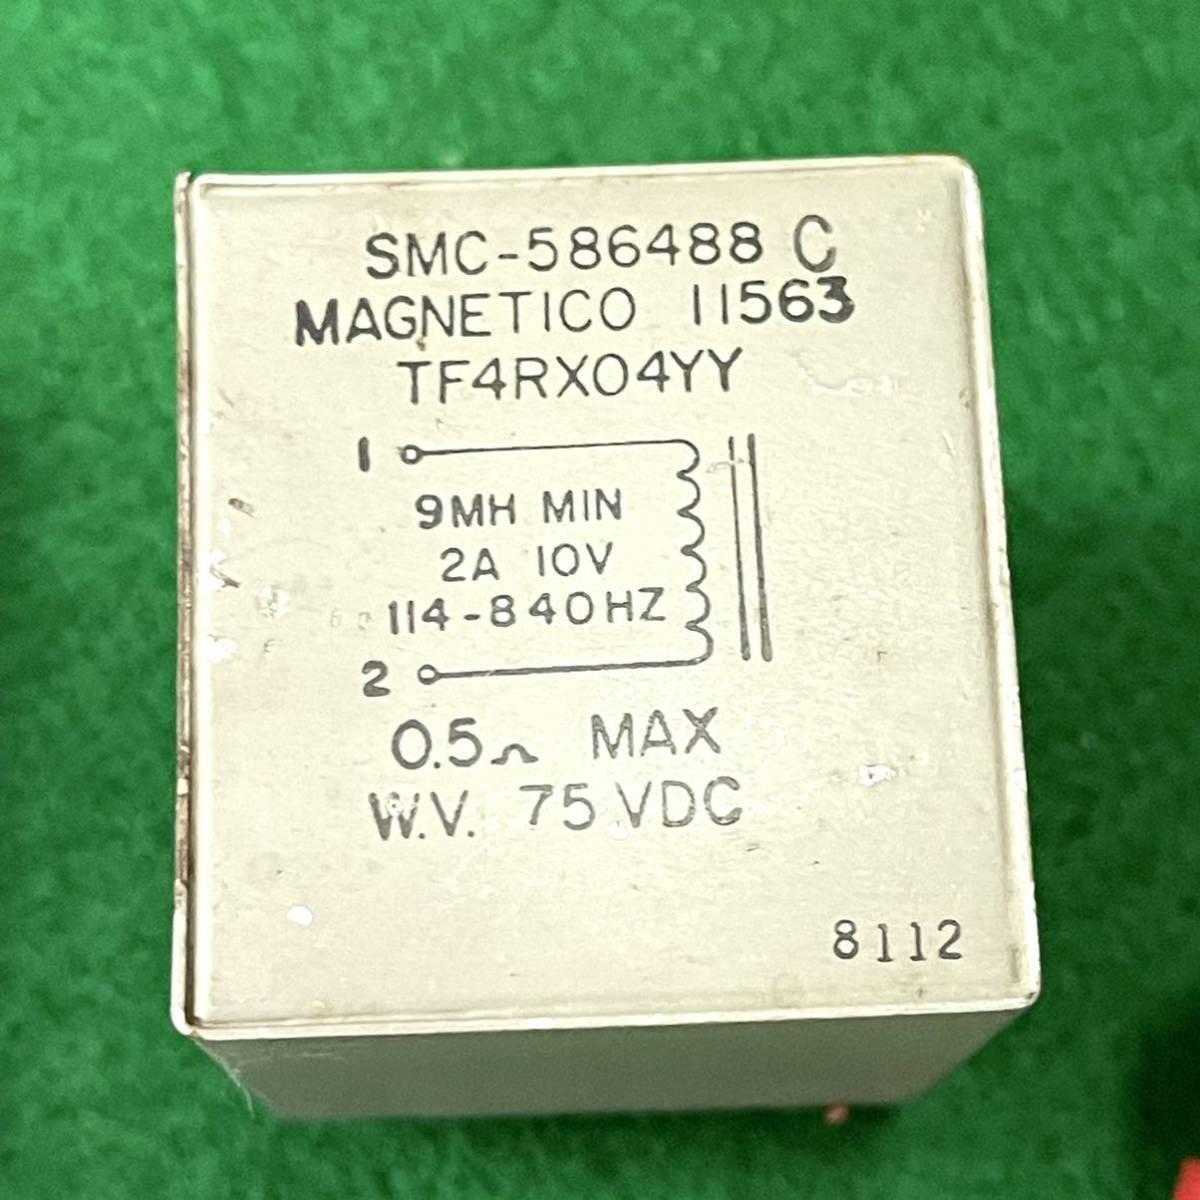 SMC-586488 C
MAGNETICO 11563
TF4RX04YY
1
9MH MIN
2A 10V
114-840HZ
2
0.5Ω MAX
W.V. 75 VDC
8112